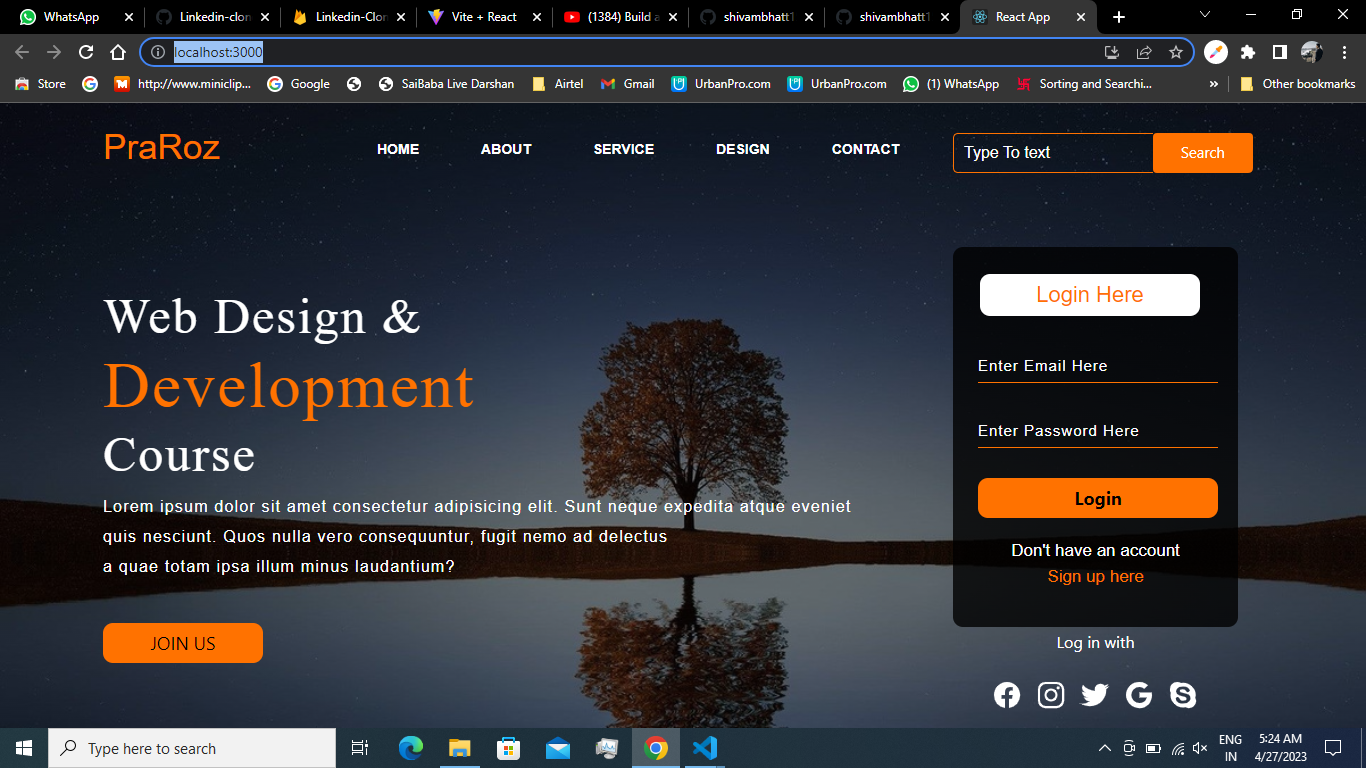 WhatsApp
Linkedin-clon
Linkedin-Clon
Vite + React
(1384) Build a
shivambhatt1
shivambhatt1
React App
localhost:3000
Store
http://www.miniclip...
Google
SaiBaba Live Darshan
Airtel
Gmail
UrbanPro.com
UrbanPro.com
(1) WhatsApp
Sorting and Searchi...
»
Other bookmarks
PraRoz
HOME
ABOUT
SERVICE
DESIGN
CONTACT
Type To text
Search
Web Design &
Development
Course
Lorem ipsum dolor sit amet consectetur adipisicing elit. Sunt neque expedita atque eveniet
quis nesciunt. Quos nulla vero consequuntur, fugit nemo ad delectus
a quae totam ipsa illum minus laudantium?
JOIN US
Login Here
Enter Email Here
Enter Password Here
Login
Don't have an account
Sign up here
Log in with
Type here to search
ENG
IN
5:24 AM
4/27/2023